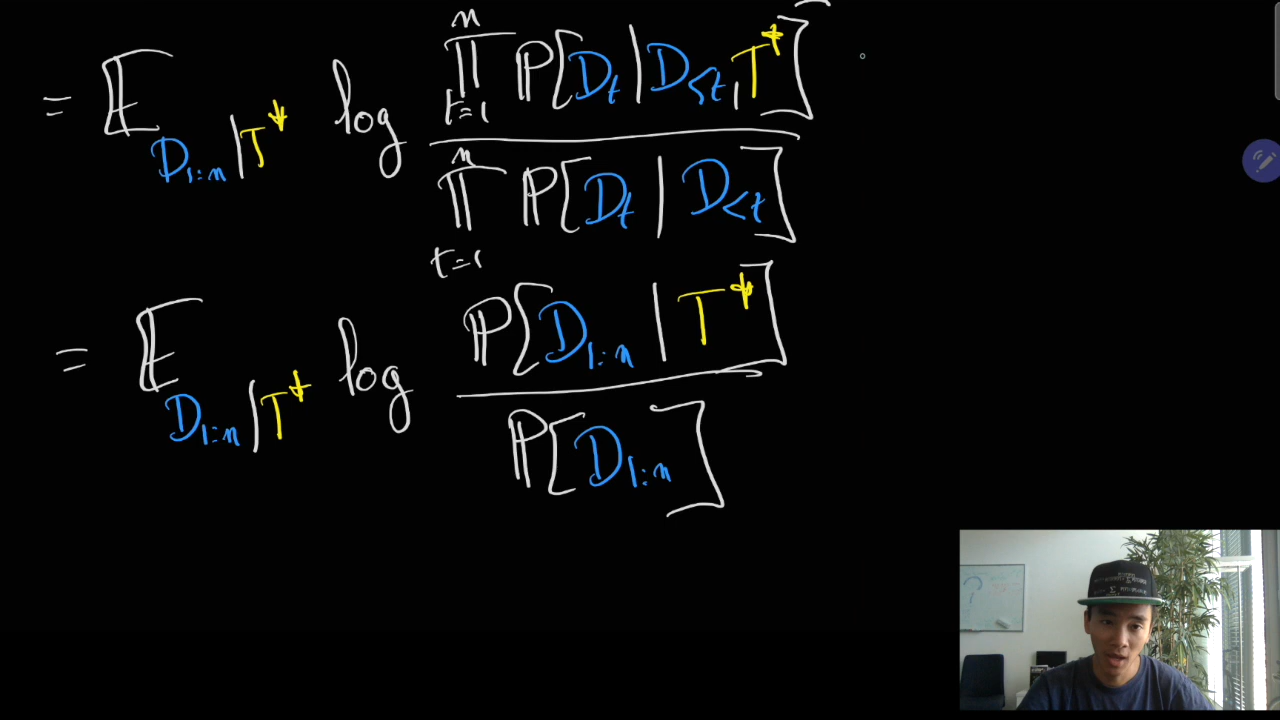 = 𝔼_{D_{1:n}|T*} log ∏_{t=1}^{n} ℙ[D_t | D_{<t}, T*] / ∏_{t=1}^{n} ℙ[D_t | D_{<t}]
= 𝔼_{D_{1:n}|T*} log ℙ[D_{1:n} | T*] / ℙ[D_{1:n}]